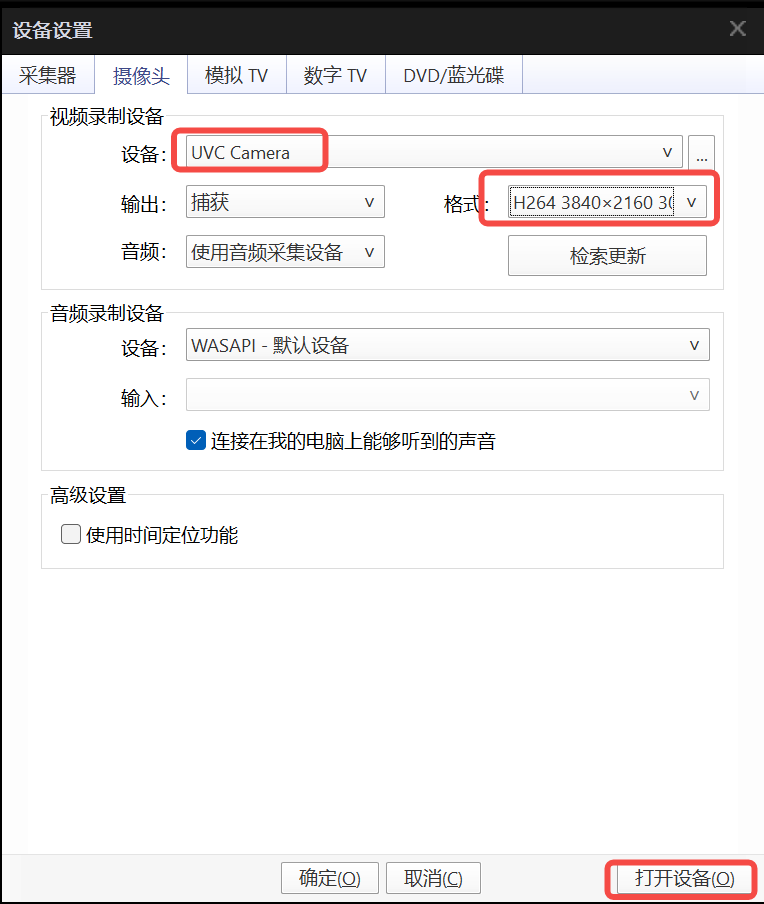 设备设置
采集器 摄像头 模拟 TV 数字 TV DVD/蓝光碟
视频录制设备
设备: UVC Camera ...
输出: 捕获 格式: H264 3840×2160 30
音频: 使用音频采集设备 检索更新
音频录制设备
设备: WASAPI - 默认设备
输入:
连接在我的电脑上能够听到的声音
高级设置
使用时间定位功能
确定(O) 取消(C) 打开设备(O)